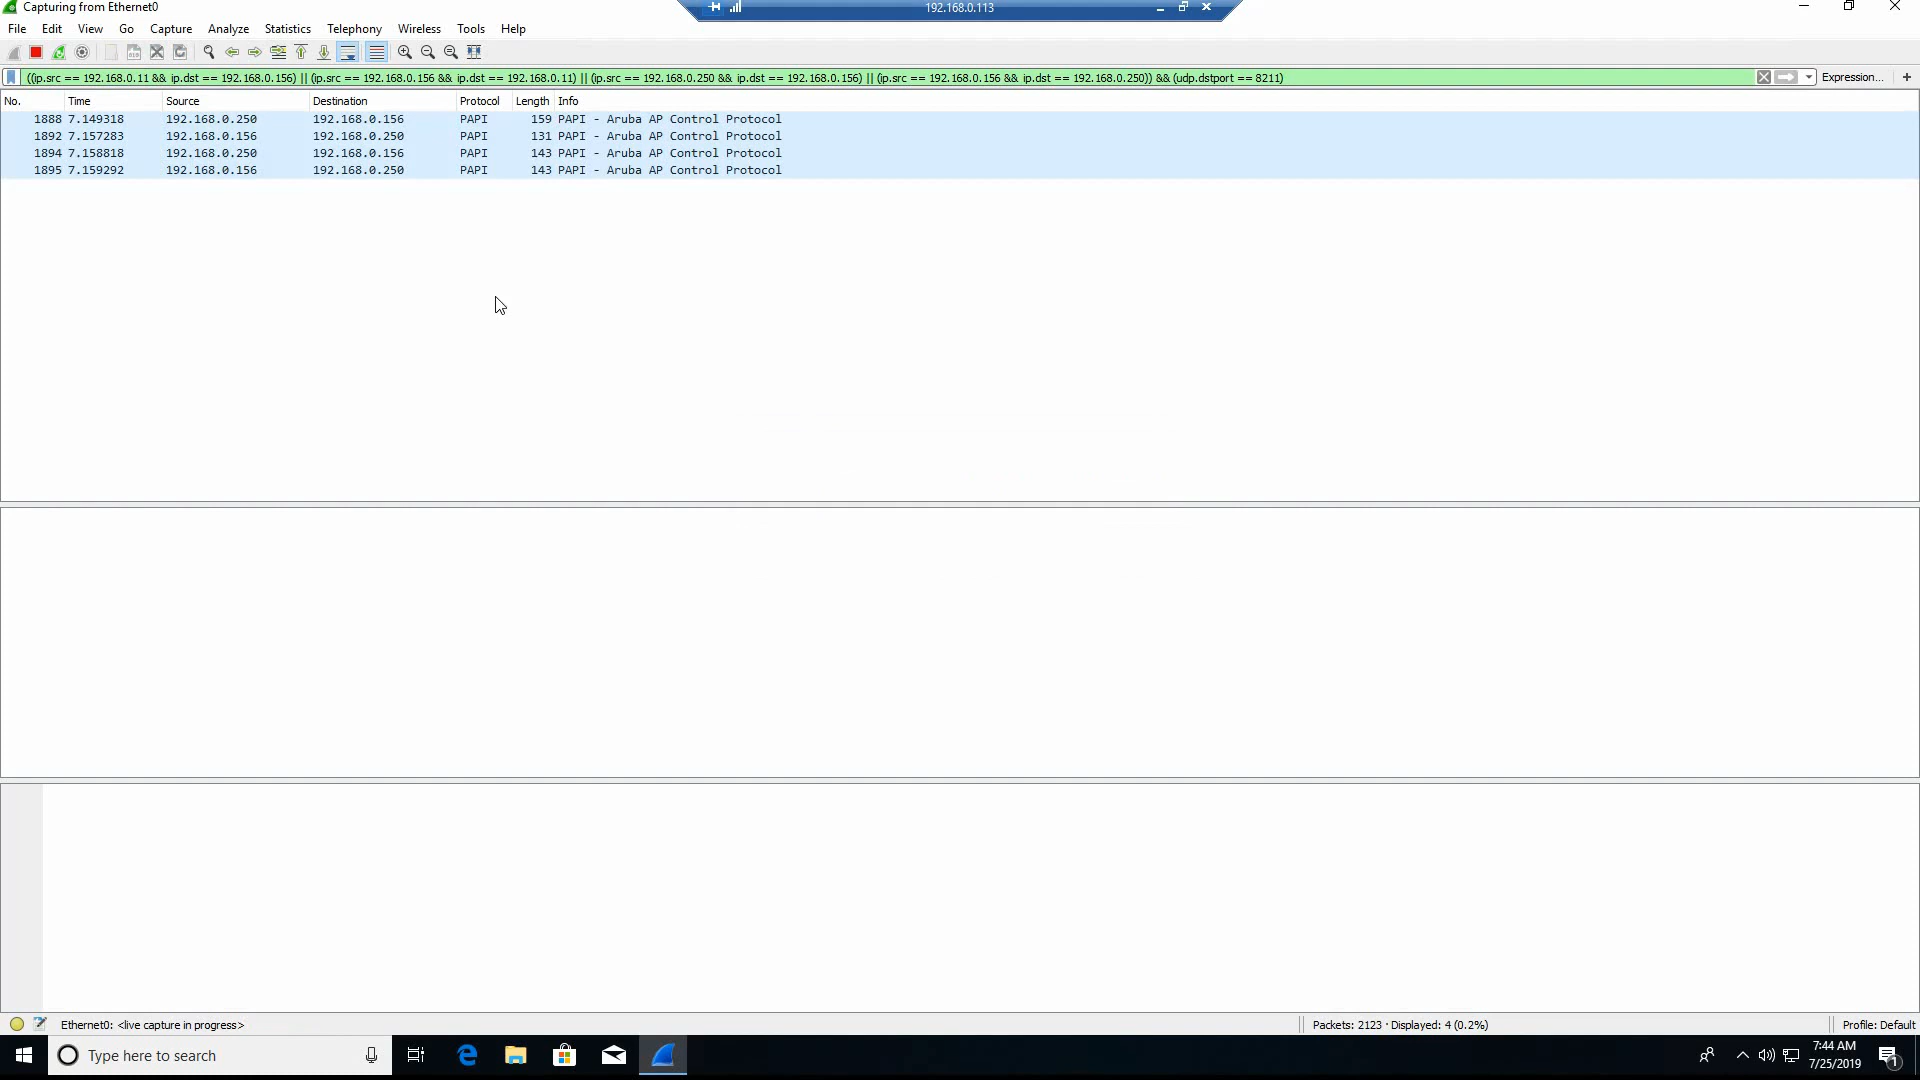 Capturing from Ethernet0
192.168.0.113
File Edit View Go Capture Analyze Statistics Telephony Wireless Tools Help
((ip.src == 192.168.0.11 && ip.dst == 192.168.0.156) || (ip.src == 192.168.0.156 && ip.dst == 192.168.0.11) || (ip.src == 192.168.0.250 && ip.dst == 192.168.0.156) || (ip.src == 192.168.0.156 && ip.dst == 192.168.0.250)) && (udp.dstport == 8211) Expression... +
No. Time Source Destination Protocol Length Info
1888 7.149318 192.168.0.250 192.168.0.156 PAPI 159 PAPI - Aruba AP Control Protocol
1892 7.157283 192.168.0.156 192.168.0.250 PAPI 131 PAPI - Aruba AP Control Protocol
1894 7.158818 192.168.0.250 192.168.0.156 PAPI 143 PAPI - Aruba AP Control Protocol
1895 7.159292 192.168.0.156 192.168.0.250 PAPI 143 PAPI - Aruba AP Control Protocol
Ethernet0: <live capture in progress> Packets: 2123 · Displayed: 4 (0.2%) Profile: Default
Type here to search
7:44 AM
7/25/2019
1